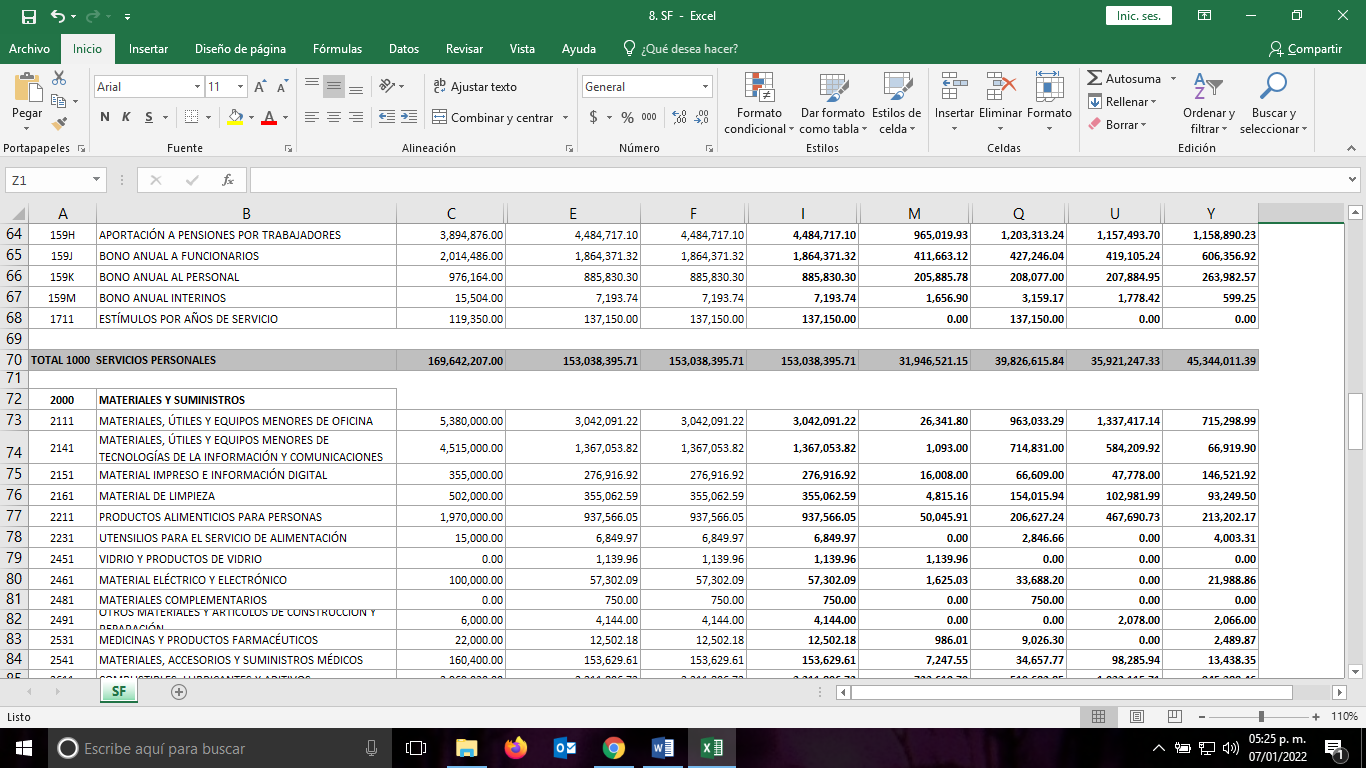 8. SF - Excel
Inic. ses.
Archivo Inicio Insertar Diseño de página Fórmulas Datos Revisar Vista Ayuda ¿Qué desea hacer? Compartir
Pegar
Arial 11
Ajustar texto
General
Formato condicional
Dar formato como tabla
Estilos de celda
Insertar Eliminar Formato
Autosuma
Rellenar
Borrar
Ordenar y filtrar
Buscar y seleccionar
N K S
Combinar y centrar
$ % 000
Portapapeles Fuente Alineación Número Estilos Celdas Edición
Z1 fx
A B C E F I M Q U Y
64 159H APORTACIÓN A PENSIONES POR TRABAJADORES 3,894,876.00 4,484,717.10 4,484,717.10 4,484,717.10 965,019.93 1,203,313.24 1,157,493.70 1,158,890.23
65 159J BONO ANUAL A FUNCIONARIOS 2,014,486.00 1,864,371.32 1,864,371.32 1,864,371.32 411,663.12 427,246.04 419,105.24 606,356.92
66 159K BONO ANUAL AL PERSONAL 976,164.00 885,830.30 885,830.30 885,830.30 205,885.78 208,077.00 207,884.95 263,982.57
67 159M BONO ANUAL INTERINOS 15,504.00 7,193.74 7,193.74 7,193.74 1,656.90 3,159.17 1,778.42 599.25
68 1711 ESTÍMULOS POR AÑOS DE SERVICIO 119,350.00 137,150.00 137,150.00 137,150.00 0.00 137,150.00 0.00 0.00
69
70 TOTAL 1000 SERVICIOS PERSONALES 169,642,207.00 153,038,395.71 153,038,395.71 153,038,395.71 31,946,521.15 39,826,615.84 35,921,247.33 45,344,011.39
71
72 2000 MATERIALES Y SUMINISTROS
73 2111 MATERIALES, ÚTILES Y EQUIPOS MENORES DE OFICINA 5,380,000.00 3,042,091.22 3,042,091.22 3,042,091.22 26,341.80 963,033.29 1,337,417.14 715,298.99
74 2141 MATERIALES, ÚTILES Y EQUIPOS MENORES DE
TECNOLOGÍAS DE LA INFORMACIÓN Y COMUNICACIONES 4,515,000.00 1,367,053.82 1,367,053.82 1,367,053.82 1,093.00 714,831.00 584,209.92 66,919.90
75 2151 MATERIAL IMPRESO E INFORMACIÓN DIGITAL 355,000.00 276,916.92 276,916.92 276,916.92 16,008.00 66,609.00 47,778.00 146,521.92
76 2161 MATERIAL DE LIMPIEZA 502,000.00 355,062.59 355,062.59 355,062.59 4,815.16 154,015.94 102,981.99 93,249.50
77 2211 PRODUCTOS ALIMENTICIOS PARA PERSONAS 1,970,000.00 937,566.05 937,566.05 937,566.05 50,045.91 206,627.24 467,690.73 213,202.17
78 2231 UTENSILIOS PARA EL SERVICIO DE ALIMENTACIÓN 15,000.00 6,849.97 6,849.97 6,849.97 0.00 2,846.66 0.00 4,003.31
79 2451 VIDRIO Y PRODUCTOS DE VIDRIO 0.00 1,139.96 1,139.96 1,139.96 1,139.96 0.00 0.00 0.00
80 2461 MATERIAL ELÉCTRICO Y ELECTRÓNICO 100,000.00 57,302.09 57,302.09 57,302.09 1,625.03 33,688.20 0.00 21,988.86
81 2481 MATERIALES COMPLEMENTARIOS 0.00 750.00 750.00 750.00 0.00 750.00 0.00 0.00
82 2491 OTROS MATERIALES Y ARTÍCULOS DE CONSTRUCCIÓN Y
REPARACIÓN 6,000.00 4,144.00 4,144.00 4,144.00 0.00 0.00 2,078.00 2,066.00
83 2531 MEDICINAS Y PRODUCTOS FARMACÉUTICOS 22,000.00 12,502.18 12,502.18 12,502.18 986.01 9,026.30 0.00 2,489.87
84 2541 MATERIALES, ACCESORIOS Y SUMINISTROS MÉDICOS 160,400.00 153,629.61 153,629.61 153,629.61 7,247.55 34,657.77 98,285.94 13,438.35
SF
Listo
110%
Escribe aquí para buscar
05:25 p. m.
07/01/2022
1